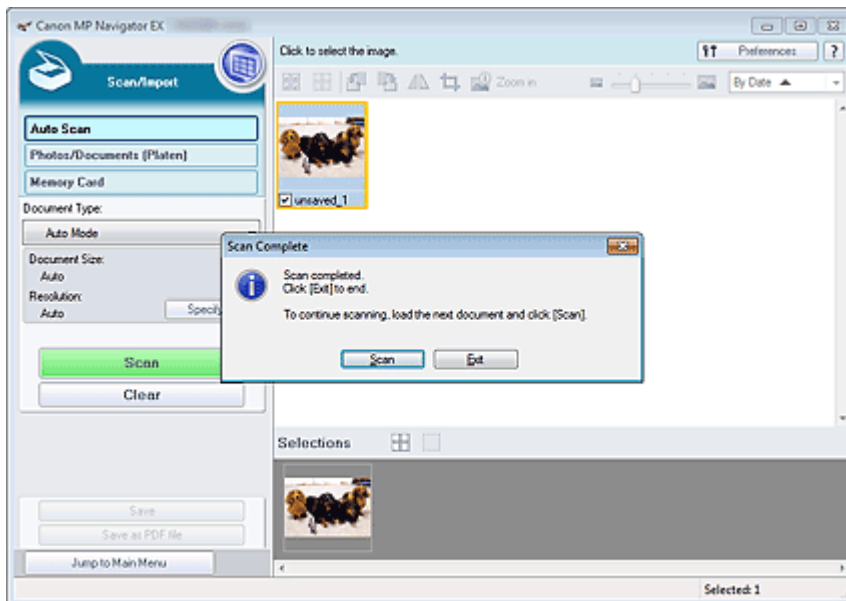 Canon MP Navigator EX
Scan/Import
Click to select the image.
Preferences
?
Zoom in
By Date
Auto Scan
Photos/Documents (Platen)
Memory Card
Document Type:
Auto Mode
Document Size:
Auto
Resolution:
Auto
Specify
Scan
Clear
unsaved_1
Scan Complete
Scan completed.
Click [Exit] to end.
To continue scanning, load the next document and click [Scan].
Scan
Exit
Selections
Save
Save as PDF file
Jump to Main Menu
Selected: 1